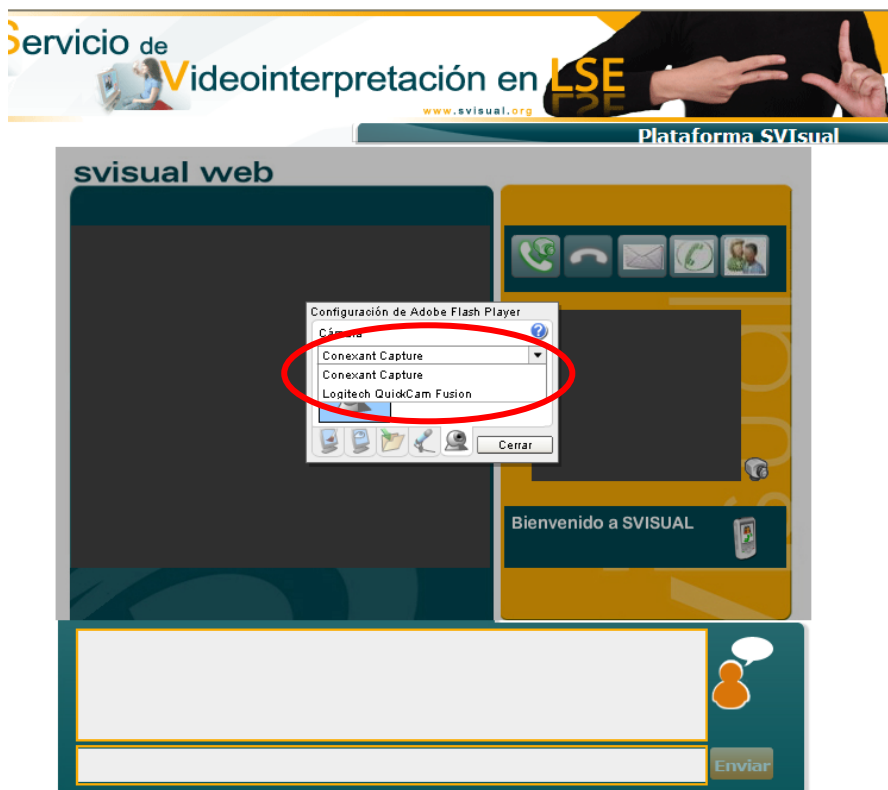 Servicio de
Videointerpretación en LSE
www.svisual.org
Plataforma SVIsual
svisual web
Configuración de Adobe Flash Player
Cámara
Conexant Capture
Conexant Capture
Logitech QuickCam Fusion
Cerrar
Bienvenido a SVISUAL
Enviar